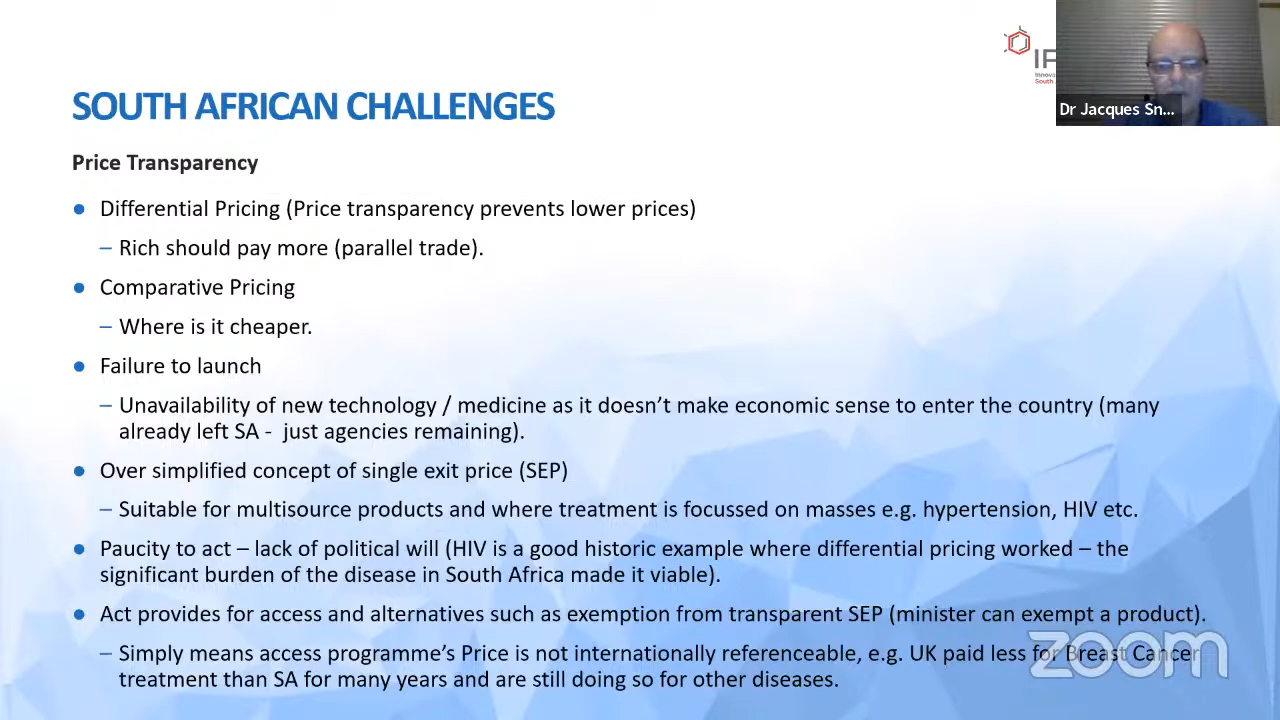 SOUTH AFRICAN CHALLENGES
Dr Jacques Sn...
Price Transparency
● Differential Pricing (Price transparency prevents lower prices)
– Rich should pay more (parallel trade).
● Comparative Pricing
– Where is it cheaper.
● Failure to launch
– Unavailability of new technology / medicine as it doesn’t make economic sense to enter the country (many
already left SA - just agencies remaining).
● Over simplified concept of single exit price (SEP)
– Suitable for multisource products and where treatment is focussed on masses e.g. hypertension, HIV etc.
● Paucity to act – lack of political will (HIV is a good historic example where differential pricing worked – the
significant burden of the disease in South Africa made it viable).
● Act provides for access and alternatives such as exemption from transparent SEP (minister can exempt a product).
– Simply means access programme’s Price is not internationally referenceable, e.g. UK paid less for Breast Cancer
treatment than SA for many years and are still doing so for other diseases.
zoom